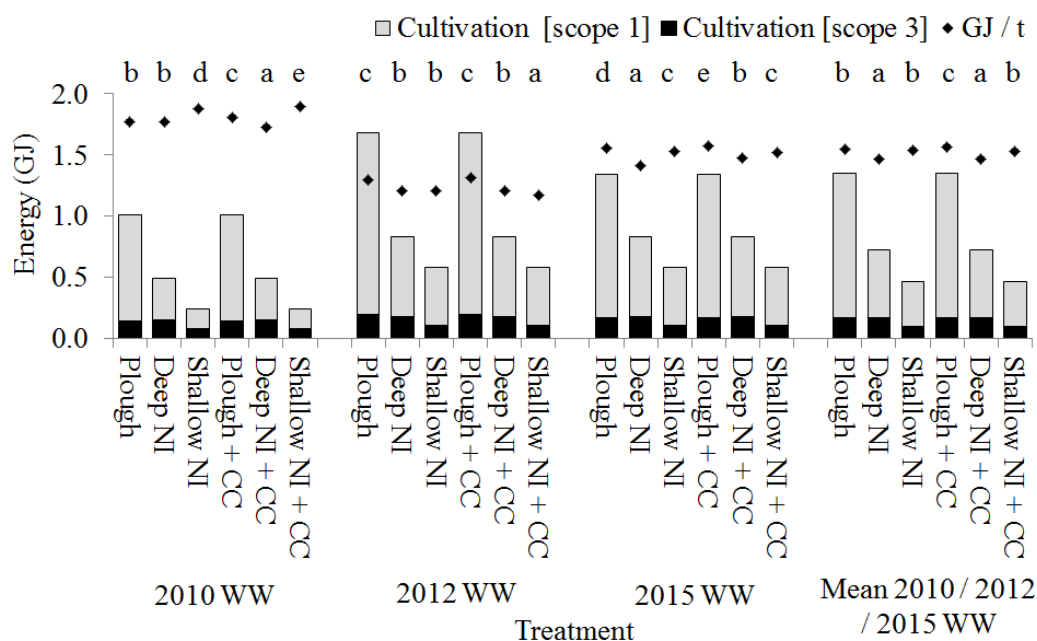 Cultivation [scope 1] Cultivation [scope 3] GJ / t
b b d c a e c b b c b a d a c e b c b a b c a b
2.0
1.5
1.0
0.5
0.0
Energy (GJ)
Plough
Deep NI
Shallow NI
Plough + CC
Deep NI + CC
Shallow NI + CC
Plough
Deep NI
Shallow NI
Plough + CC
Deep NI + CC
Shallow NI + CC
Plough
Deep NI
Shallow NI
Plough + CC
Deep NI + CC
Shallow NI + CC
Plough
Deep NI
Shallow NI
Plough + CC
Deep NI + CC
Shallow NI + CC
2010 WW
2012 WW
2015 WW
Mean 2010 / 2012
/ 2015 WW
Treatment